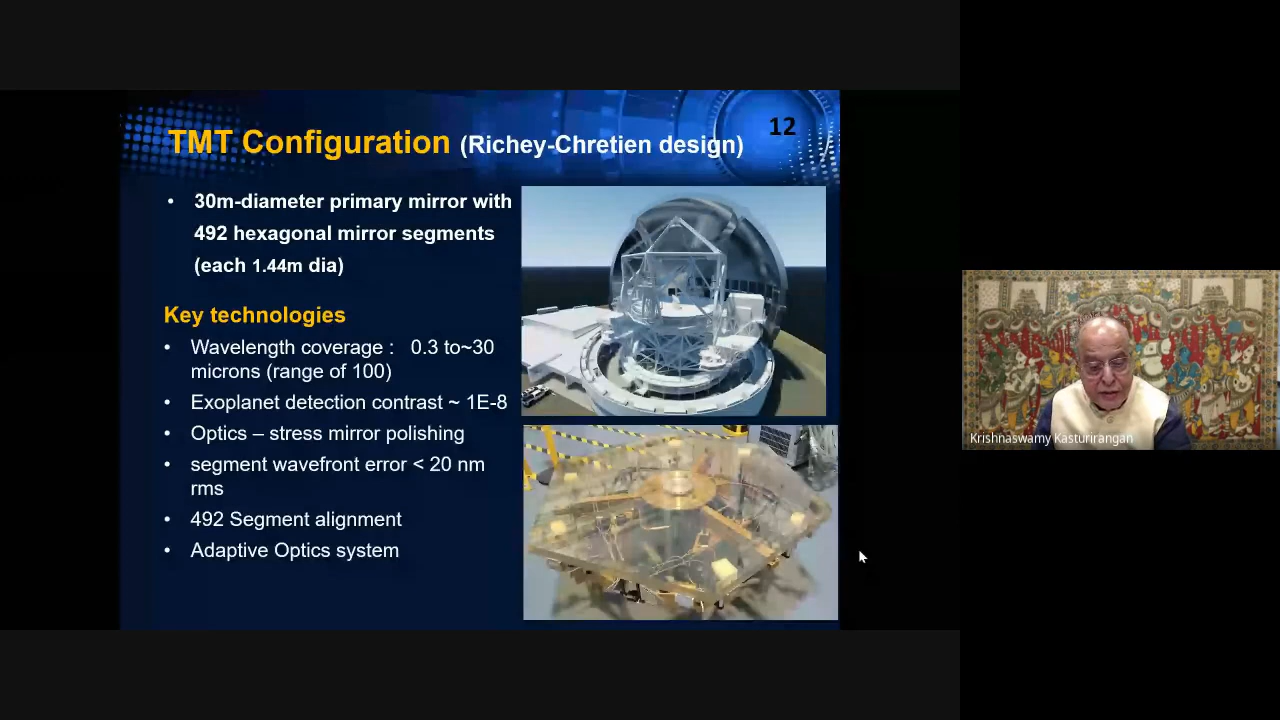 TMT Configuration (Richey-Chretien design)
12
• 30m-diameter primary mirror with
492 hexagonal mirror segments
(each 1.44m dia)
Key technologies
• Wavelength coverage : 0.3 to~30
microns (range of 100)
• Exoplanet detection contrast ~ 1E-8
• Optics – stress mirror polishing
• segment wavefront error < 20 nm
rms
• 492 Segment alignment
• Adaptive Optics system
Krishnaswamy Kasturirangan